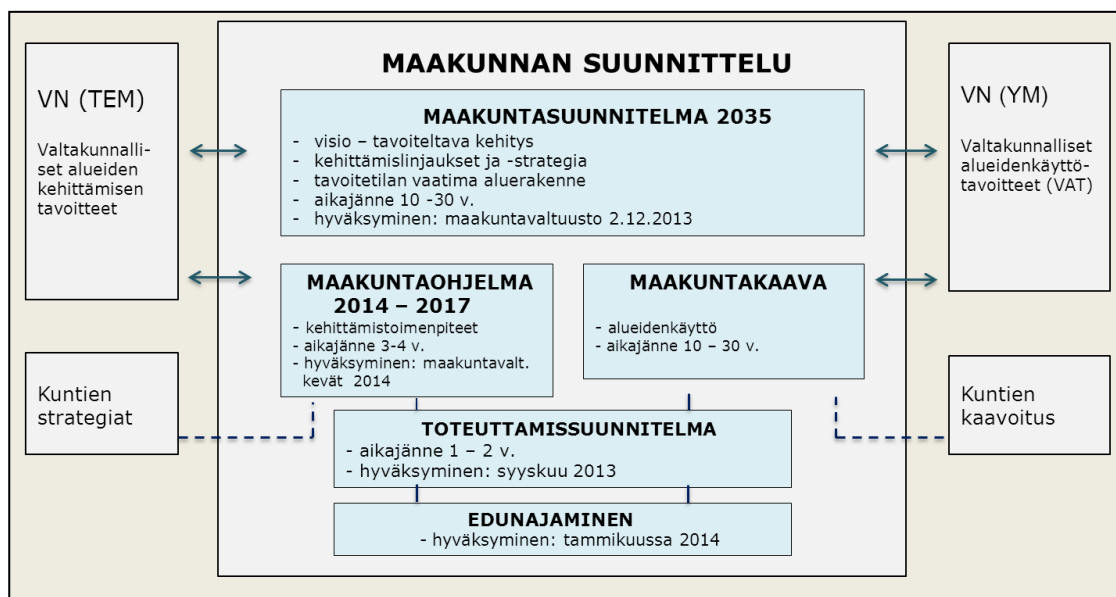 MAAKUNNAN SUUNNITTELU
VN (TEM)
Valtakunnalli-
set alueiden
kehittämisen
tavoitteet
MAAKUNTASUUNNITELMA 2035
- visio – tavoiteltava kehitys
- kehittämislinjaukset ja -strategia
- tavoitetilan vaatima aluerakenne
- aikajänne 10 -30 v.
- hyväksyminen: maakuntavaltuusto 2.12.2013
VN (YM)
Valtakunnalliset
alueidenkäyttö-
tavoitteet (VAT)
MAAKUNTAOHJELMA
2014 – 2017
- kehittämistoimenpiteet
- aikajänne 3-4 v.
- hyväksyminen: maakuntavalt.
kevät 2014
MAAKUNTAKAAVA
- alueidenkäyttö
- aikajänne 10 – 30 v.
Kuntien
strategiat
Kuntien
kaavoitus
TOTEUTTAMISSUUNNITELMA
- aikajänne 1 – 2 v.
- hyväksyminen: syyskuu 2013
EDUNAJAMINEN
- hyväksyminen: tammikuussa 2014